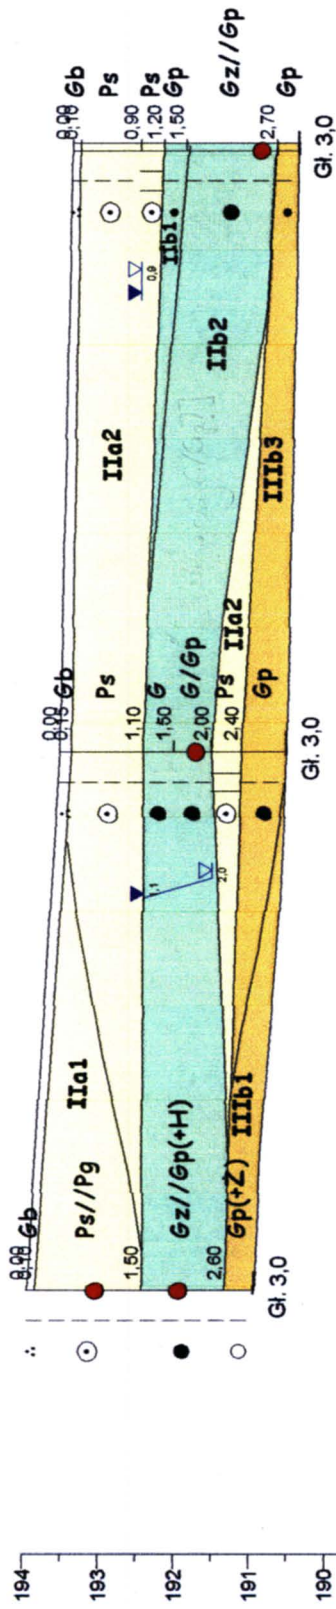 194
193
192
191
190
0,00
0,10
Gb
IIa1
Ps//Pg
1,50
Gz//Gp(+H)
2,60
Gp(+Ż)
IIIb1
Gł. 3,0
0,00
0,15
Gb
Ps
1,10
G
1,50
G/Gp
2,00
Ps
IIa2
2,40
Gp
Gł. 3,0
1,1
2,0
IIa2
IIb2
IIIb3
IIb1
0,9
0,00
0,10
Gb
Ps
0,90
Ps
1,20
Gp
1,50
Gz//Gp
2,70
Gp
Gł. 3,0